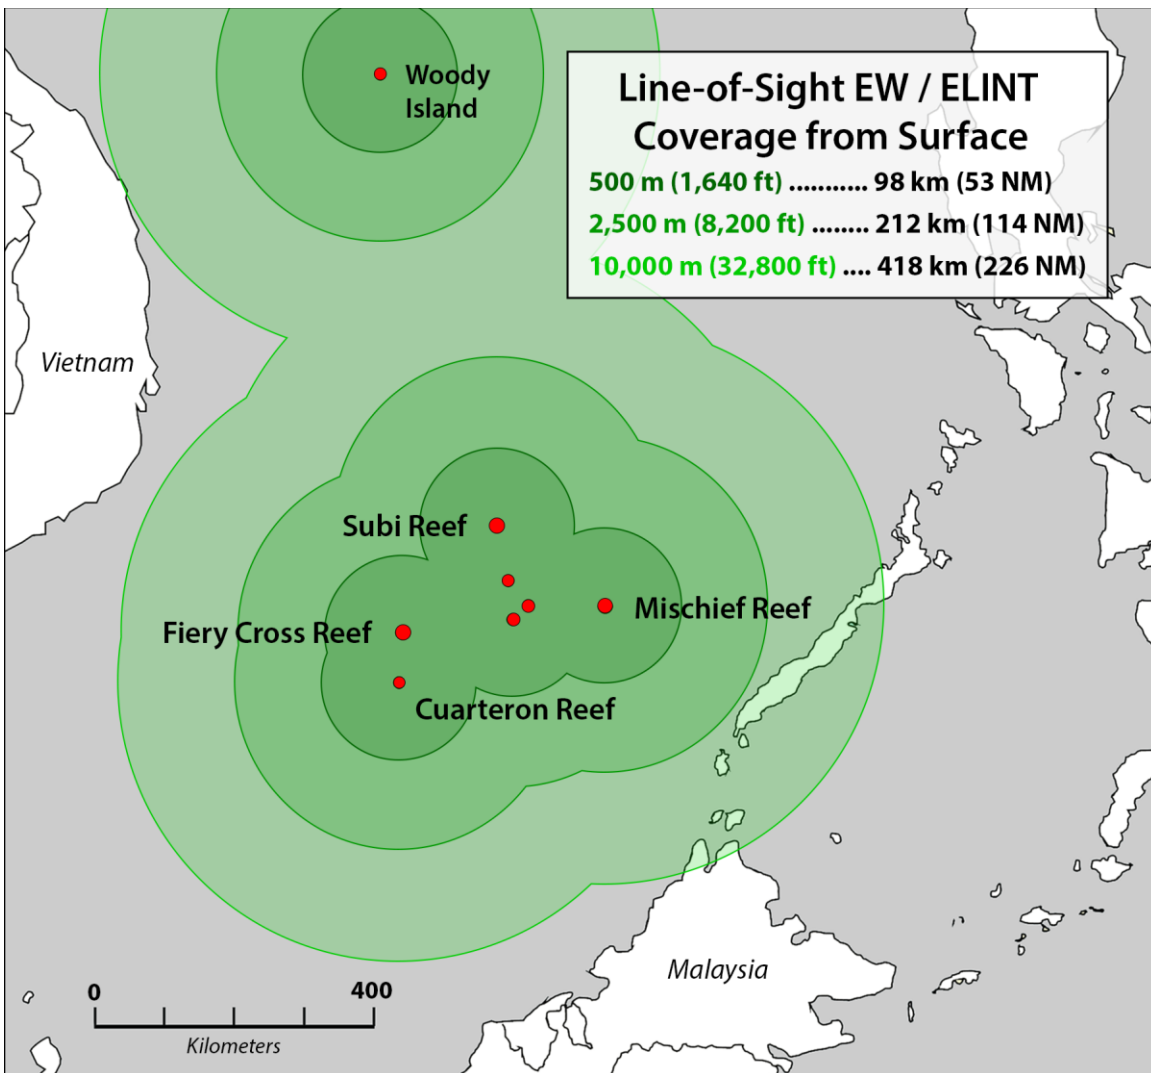 Woody
Island
Line-of-Sight EW / ELINT
Coverage from Surface
500 m (1,640 ft) ........... 98 km (53 NM)
2,500 m (8,200 ft) ........ 212 km (114 NM)
10,000 m (32,800 ft) .... 418 km (226 NM)
Vietnam
Subi Reef
Mischief Reef
Fiery Cross Reef
Cuarteron Reef
Malaysia
0 400
Kilometers